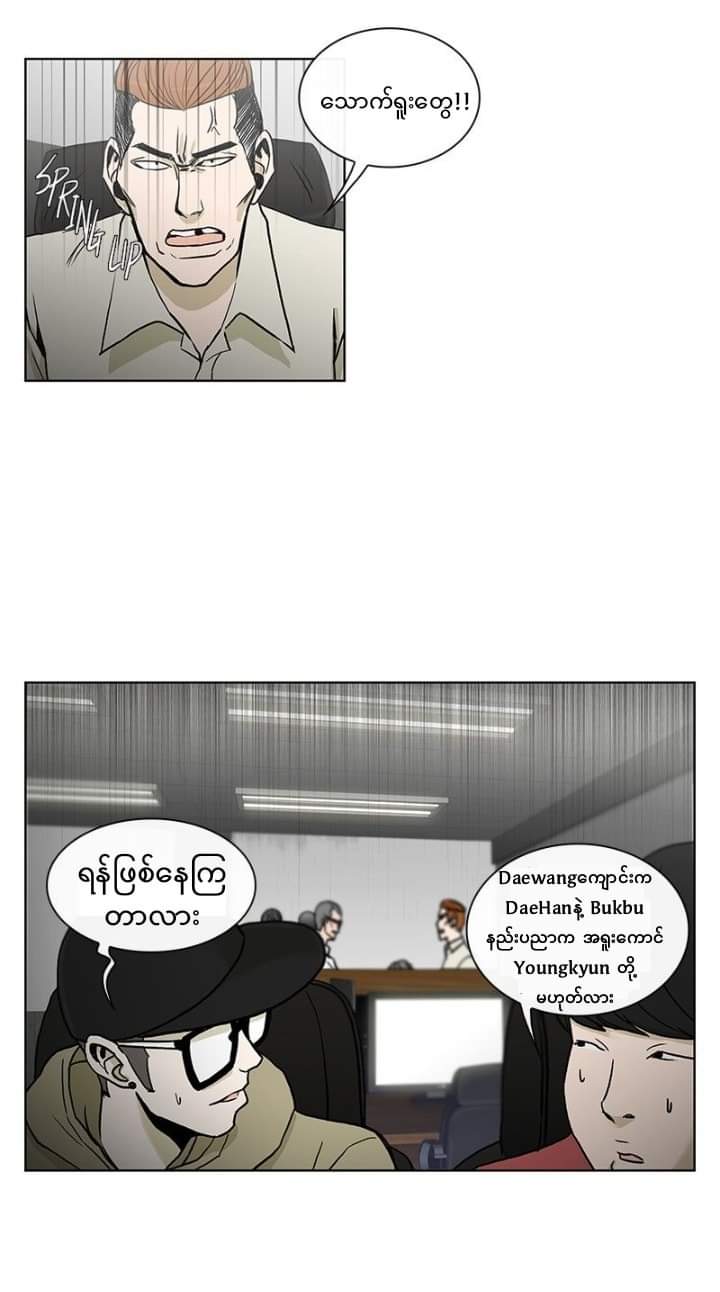 သောက်ရူးတွေ!!
SPRING UP
ရန်ဖြစ်နေကြ
တာလား
Daewangကျောင်းက
DaeHanနဲ့ Bukbu
နည်းပညာက အရူးကောင်
Youngkyun တို့
မဟုတ်လား